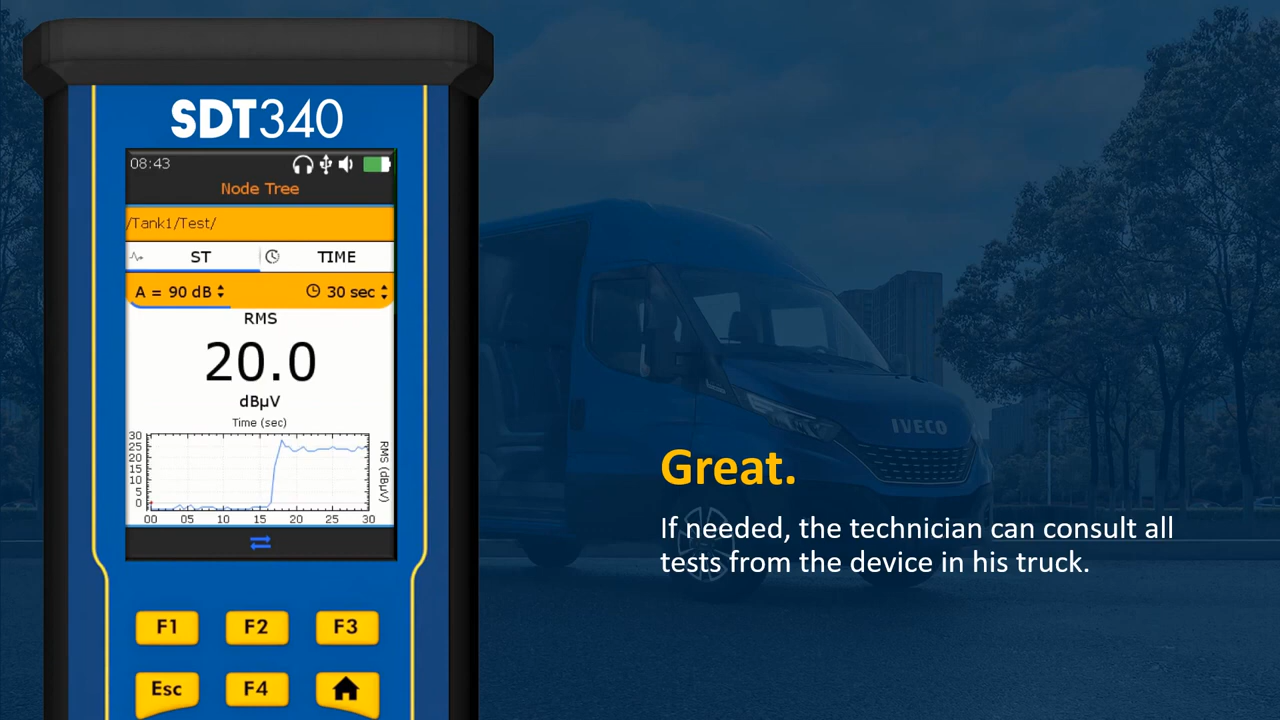 SDT340
08:43
Node Tree
/Tank1/Test/
ST
TIME
A = 90 dB
30 sec
RMS
20.0
dBµV
Time (sec)
30
25
20
15
10
5
0
RMS (dBµV)
00 05 10 15 20 25 30
F1 F2 F3
Esc F4
IVECO
Great.
If needed, the technician can consult all
tests from the device in his truck.